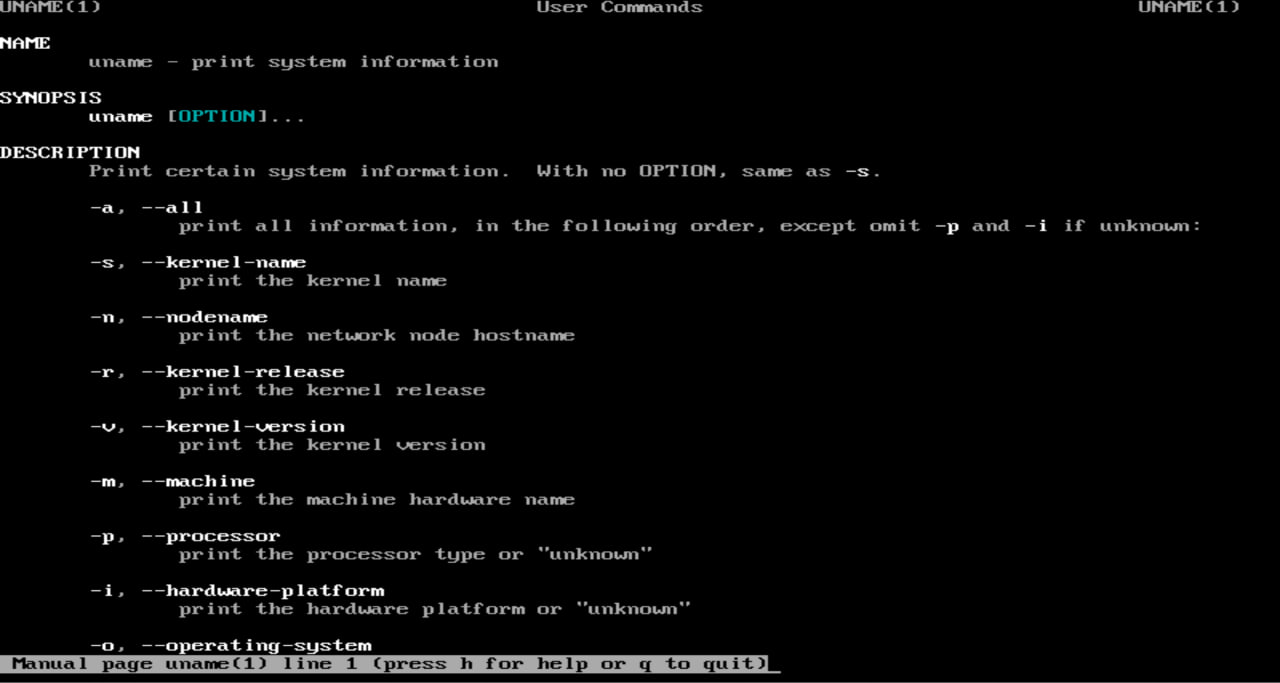 UNAME(1) User Commands UNAME(1)
NAME
uname - print system information
SYNOPSIS
uname [OPTION]...
DESCRIPTION
Print certain system information. With no OPTION, same as -s.
-a, --all
print all information, in the following order, except omit -p and -i if unknown:
-s, --kernel-name
print the kernel name
-n, --nodename
print the network node hostname
-r, --kernel-release
print the kernel release
-v, --kernel-version
print the kernel version
-m, --machine
print the machine hardware name
-p, --processor
print the processor type or "unknown"
-i, --hardware-platform
print the hardware platform or "unknown"
-o, --operating-system
Manual page uname(1) line 1 (press h for help or q to quit)